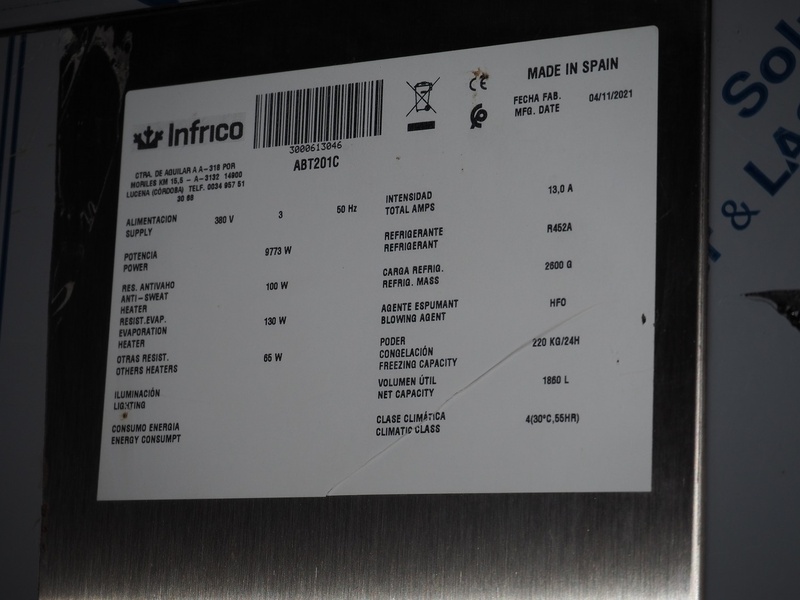 Infrico
3000613046
ABT201C
CE
MADE IN SPAIN
FECHA FAB.
MFG. DATE
04/11/2021
CTRA. DE AGUILAR A A-318 POR
MORILES KM 15,5 - A-3132 14900
LUCENA (CÓRDOBA) TELF. 0034 957 51
30 68
ALIMENTACION
SUPPLY
380 V 3 50 Hz
POTENCIA
POWER
9773 W
RES. ANTIVAHO
ANTI-SWEAT
HEATER
100 W
RESIST.EVAP.
EVAPORATION
HEATER
130 W
OTRAS RESIST.
OTHERS HEATERS
65 W
ILUMINACIÓN
LIGHTING
CONSUMO ENERGIA
ENERGY CONSUMPT
INTENSIDAD
TOTAL AMPS
13,0 A
REFRIGERANTE
REFRIGERANT
R452A
CARGA REFRIG.
REFRIG. MASS
2600 G
AGENTE ESPUMANT
BLOWING AGENT
HFO
PODER
CONGELACIÓN
FREEZING CAPACITY
220 KG/24H
VOLUMEN ÚTIL
NET CAPACITY
1860 L
CLASE CLIMÁTICA
CLIMATIC CLASS
4(30°C,55HR)
Sol
&